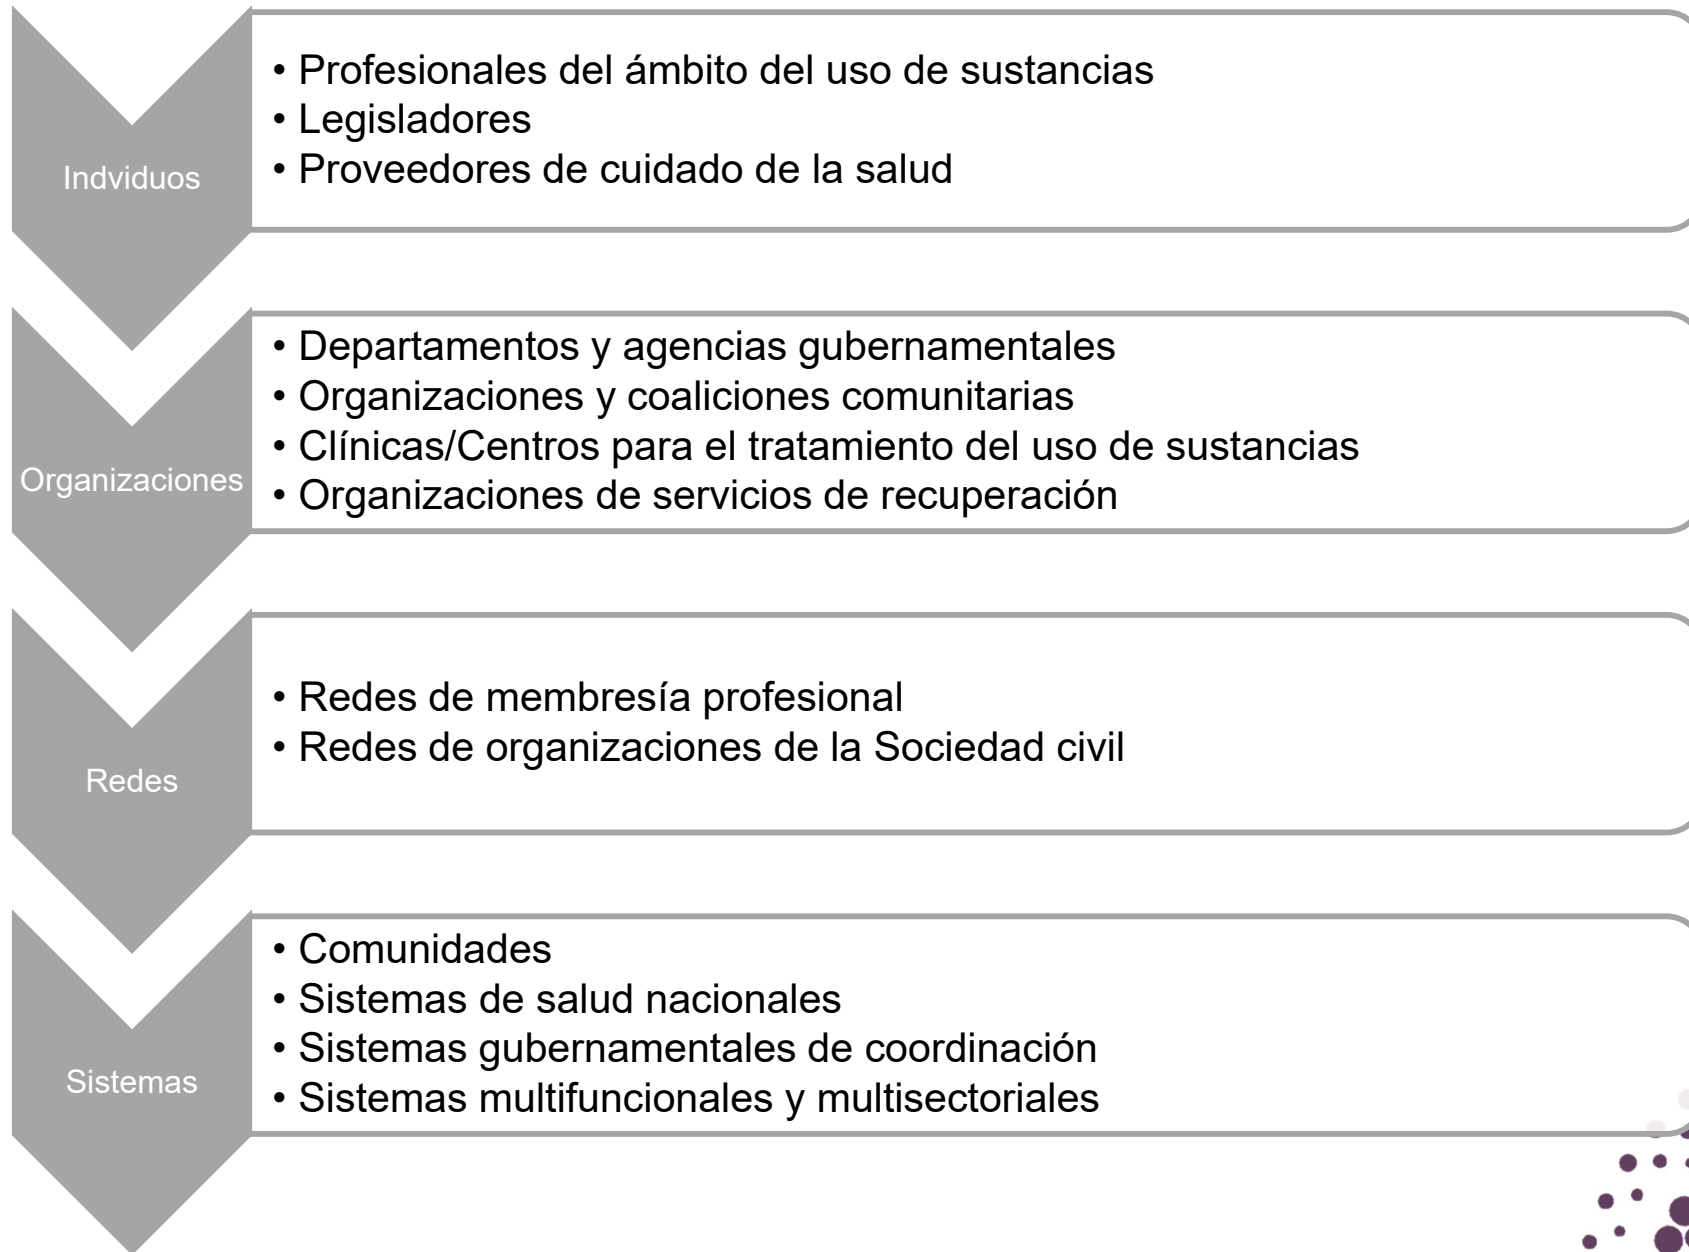 Indviduos
• Profesionales del ámbito del uso de sustancias
• Legisladores
• Proveedores de cuidado de la salud
Organizaciones
• Departamentos y agencias gubernamentales
• Organizaciones y coaliciones comunitarias
• Clínicas/Centros para el tratamiento del uso de sustancias
• Organizaciones de servicios de recuperación
Redes
• Redes de membresía profesional
• Redes de organizaciones de la Sociedad civil
Sistemas
• Comunidades
• Sistemas de salud nacionales
• Sistemas gubernamentales de coordinación
• Sistemas multifuncionales y multisectoriales